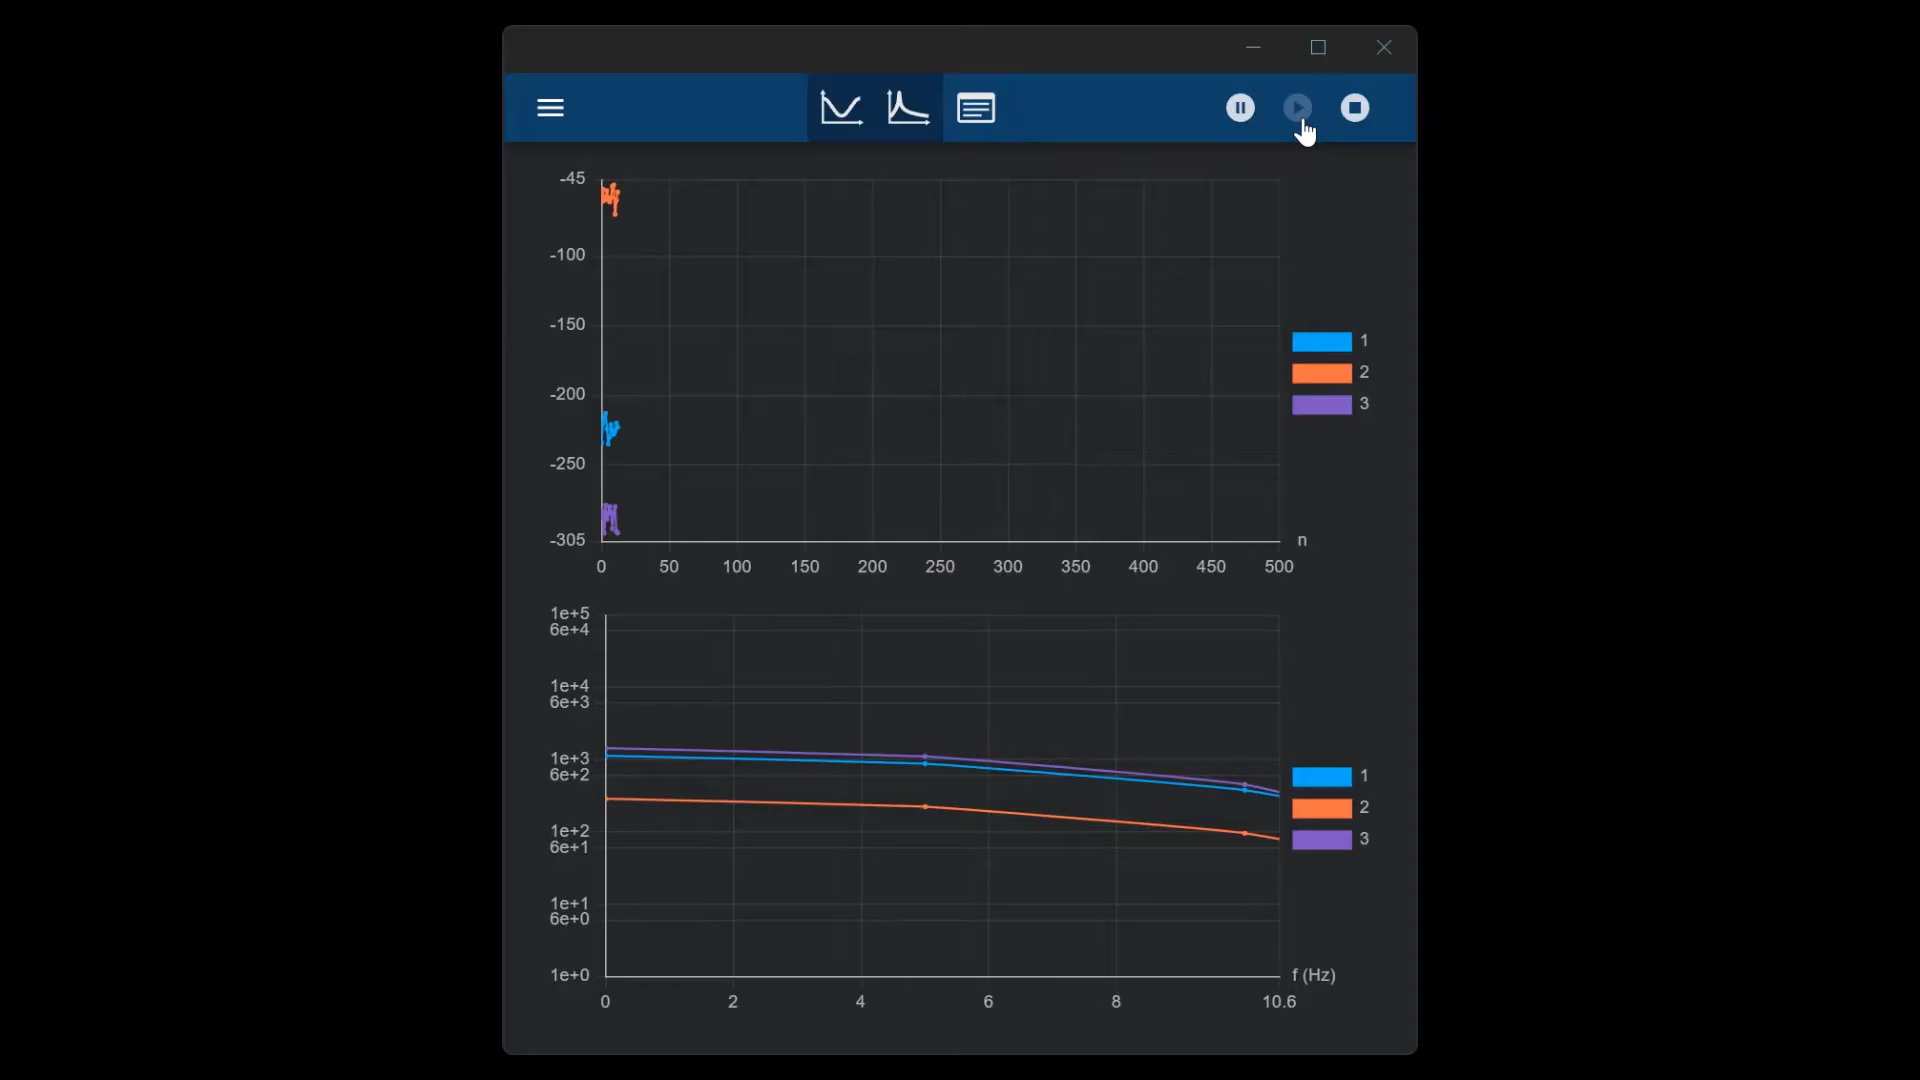 -45
-100
-150
-200
-250
-305
0 50 100 150 200 250 300 350 400 450 500
n
1
2
3
1e+5
6e+4
1e+4
6e+3
1e+3
6e+2
1e+2
6e+1
1e+1
6e+0
1e+0
0 2 4 6 8 10.6
f (Hz)
1
2
3